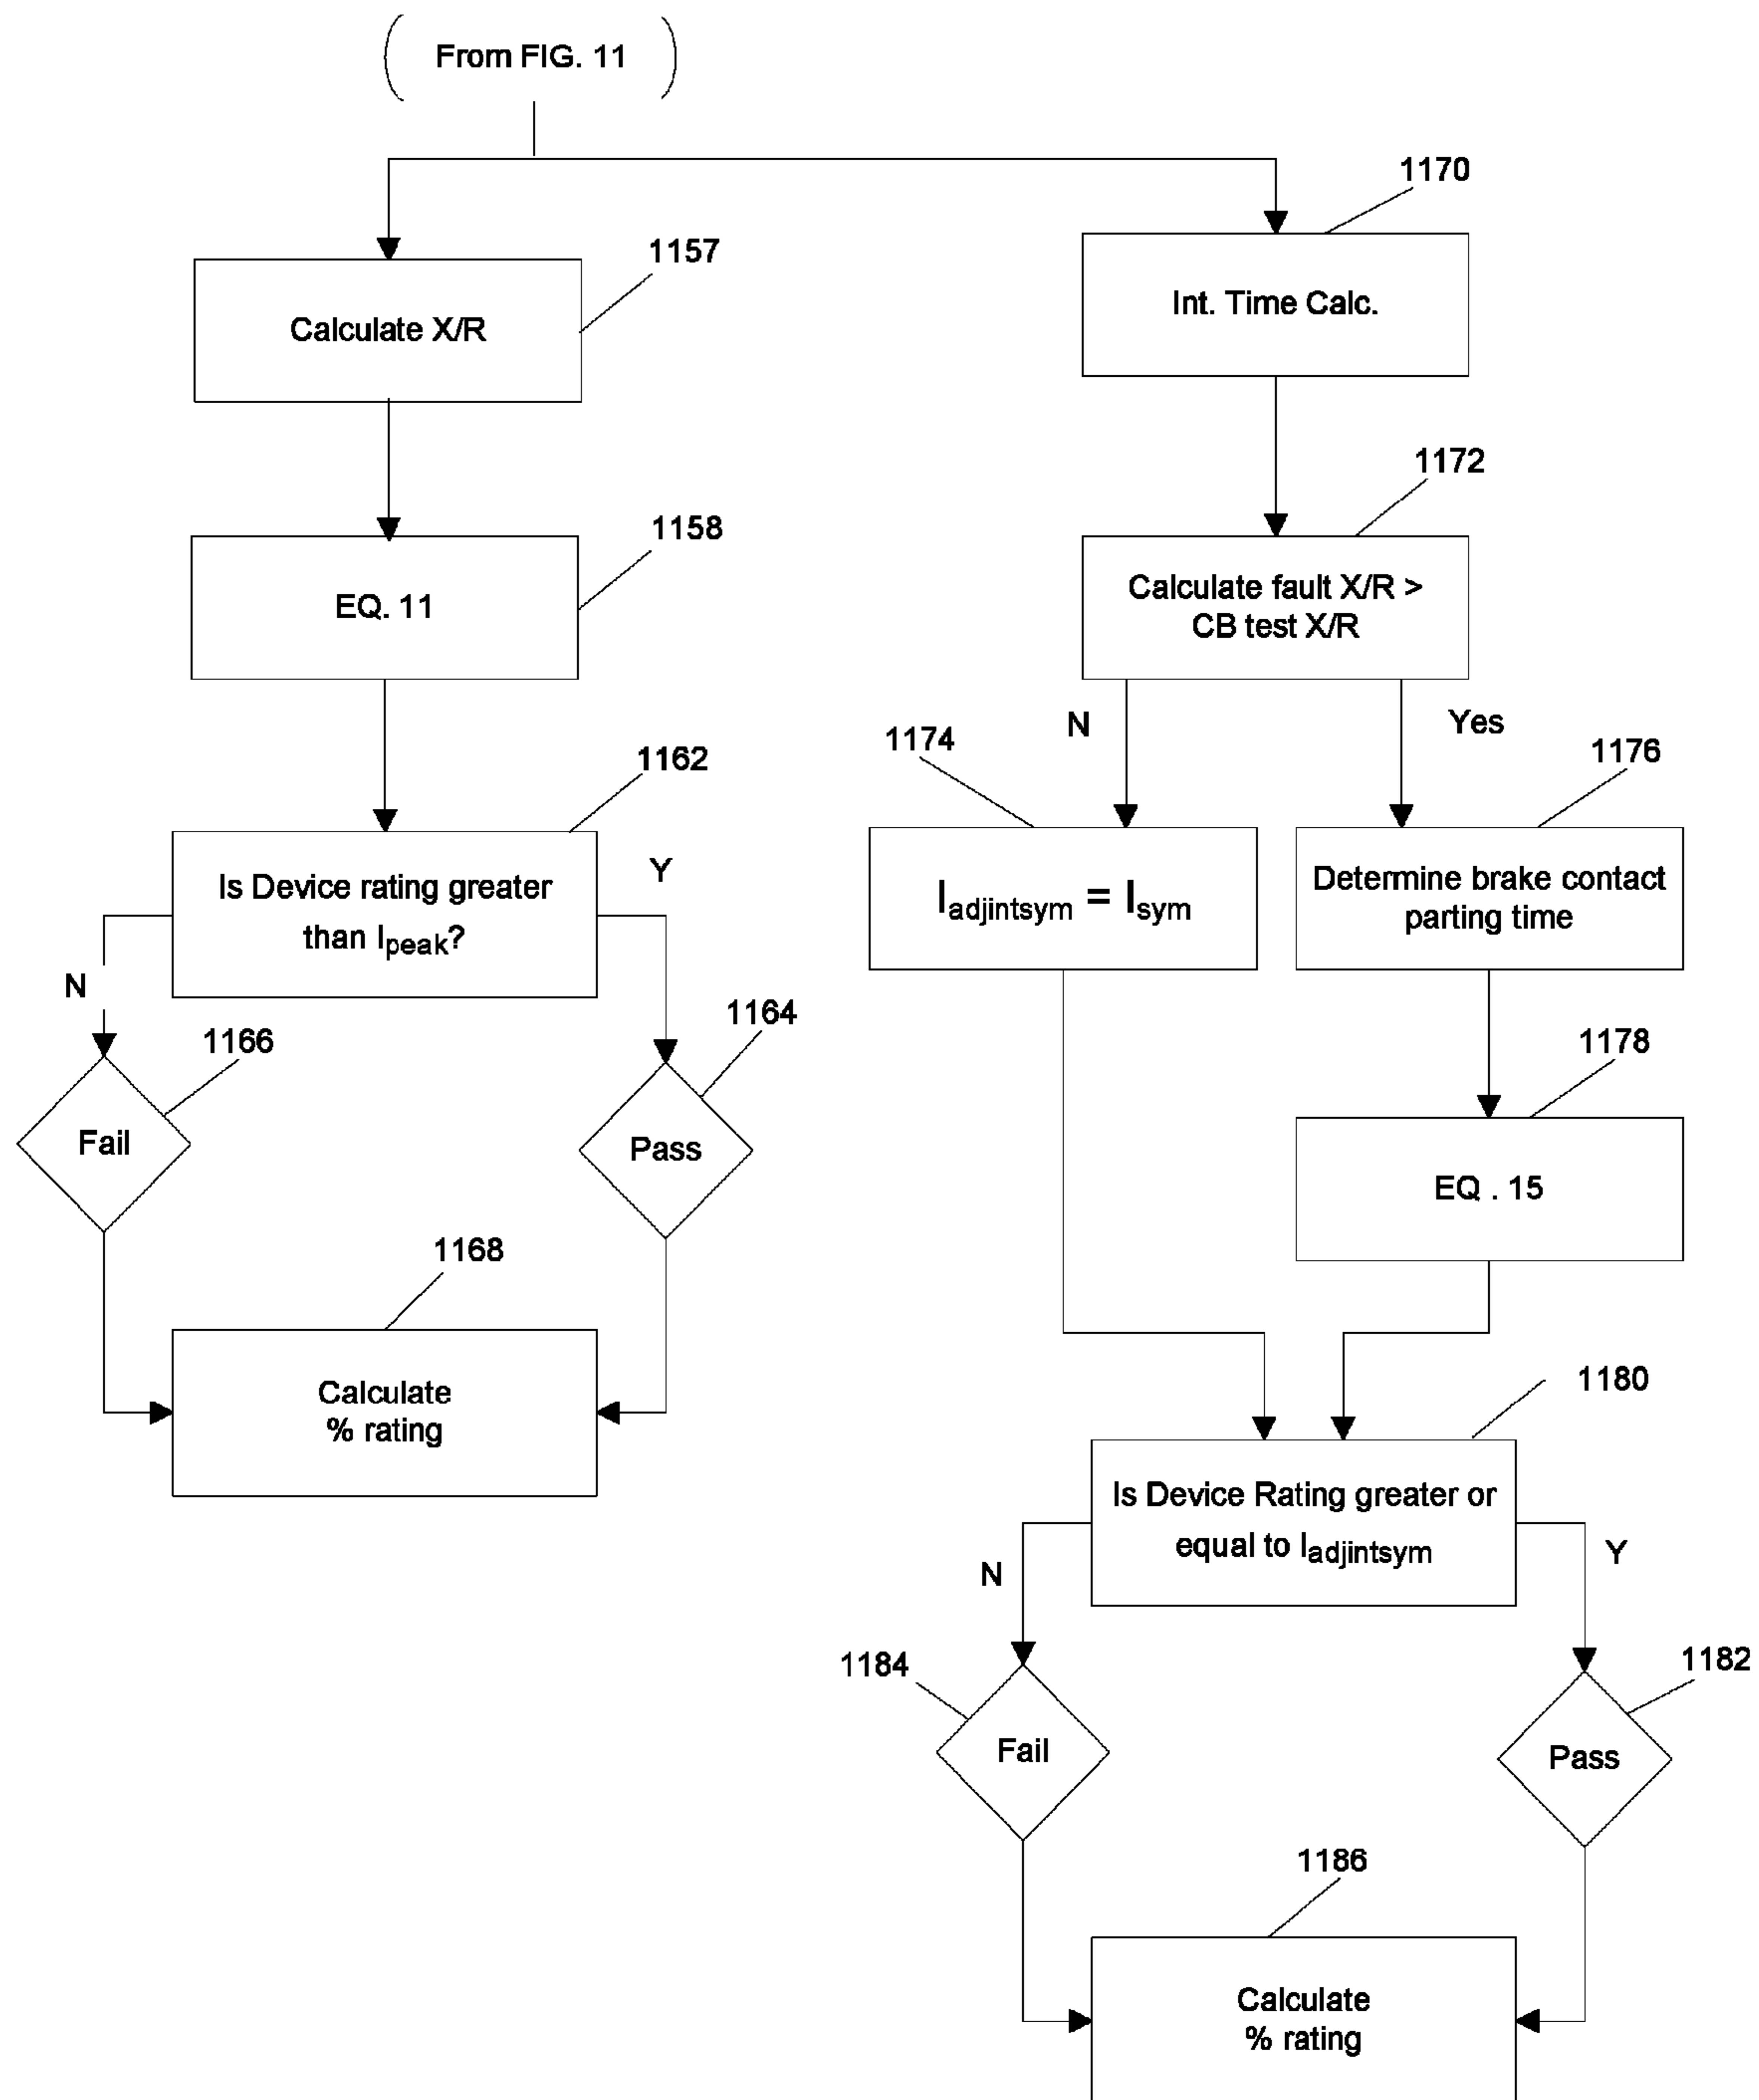 From FIG. 11
1170
1157
Int. Time Calc.
Calculate X/R
1172
1158
Calculate fault X/R >
CB test X/R
EQ. 11
N
Yes
1174
1176
1162
Is Device rating greater
than Ipeak?
Y
N
Iadjintsym = Isym
Determine brake contact
parting time
1164
1166
1178
Fail
Pass
EQ . 15
1168
Calculate
% rating
1180
Is Device Rating greater or
equal to Iadjintsym
N
Y
1184
1182
Fail
Pass
1186
Calculate
% rating